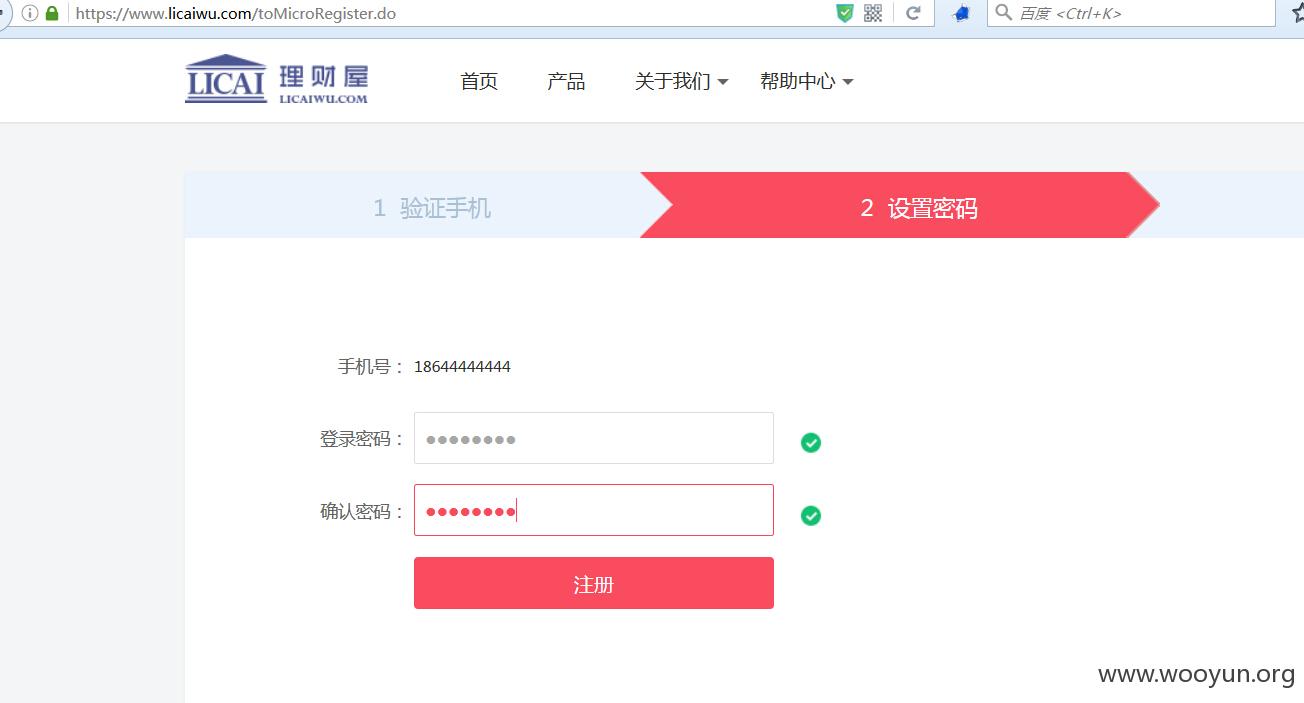 https://www.licaiwu.com/toMicroRegister.do
百度 <Ctrl+K>
LICAI 理财屋
LICAIWU.COM
首页 产品 关于我们 帮助中心
1 验证手机
2 设置密码
手机号： 18644444444
登录密码： ●●●●●●●●
确认密码： ●●●●●●●●
注册
www.wooyun.org